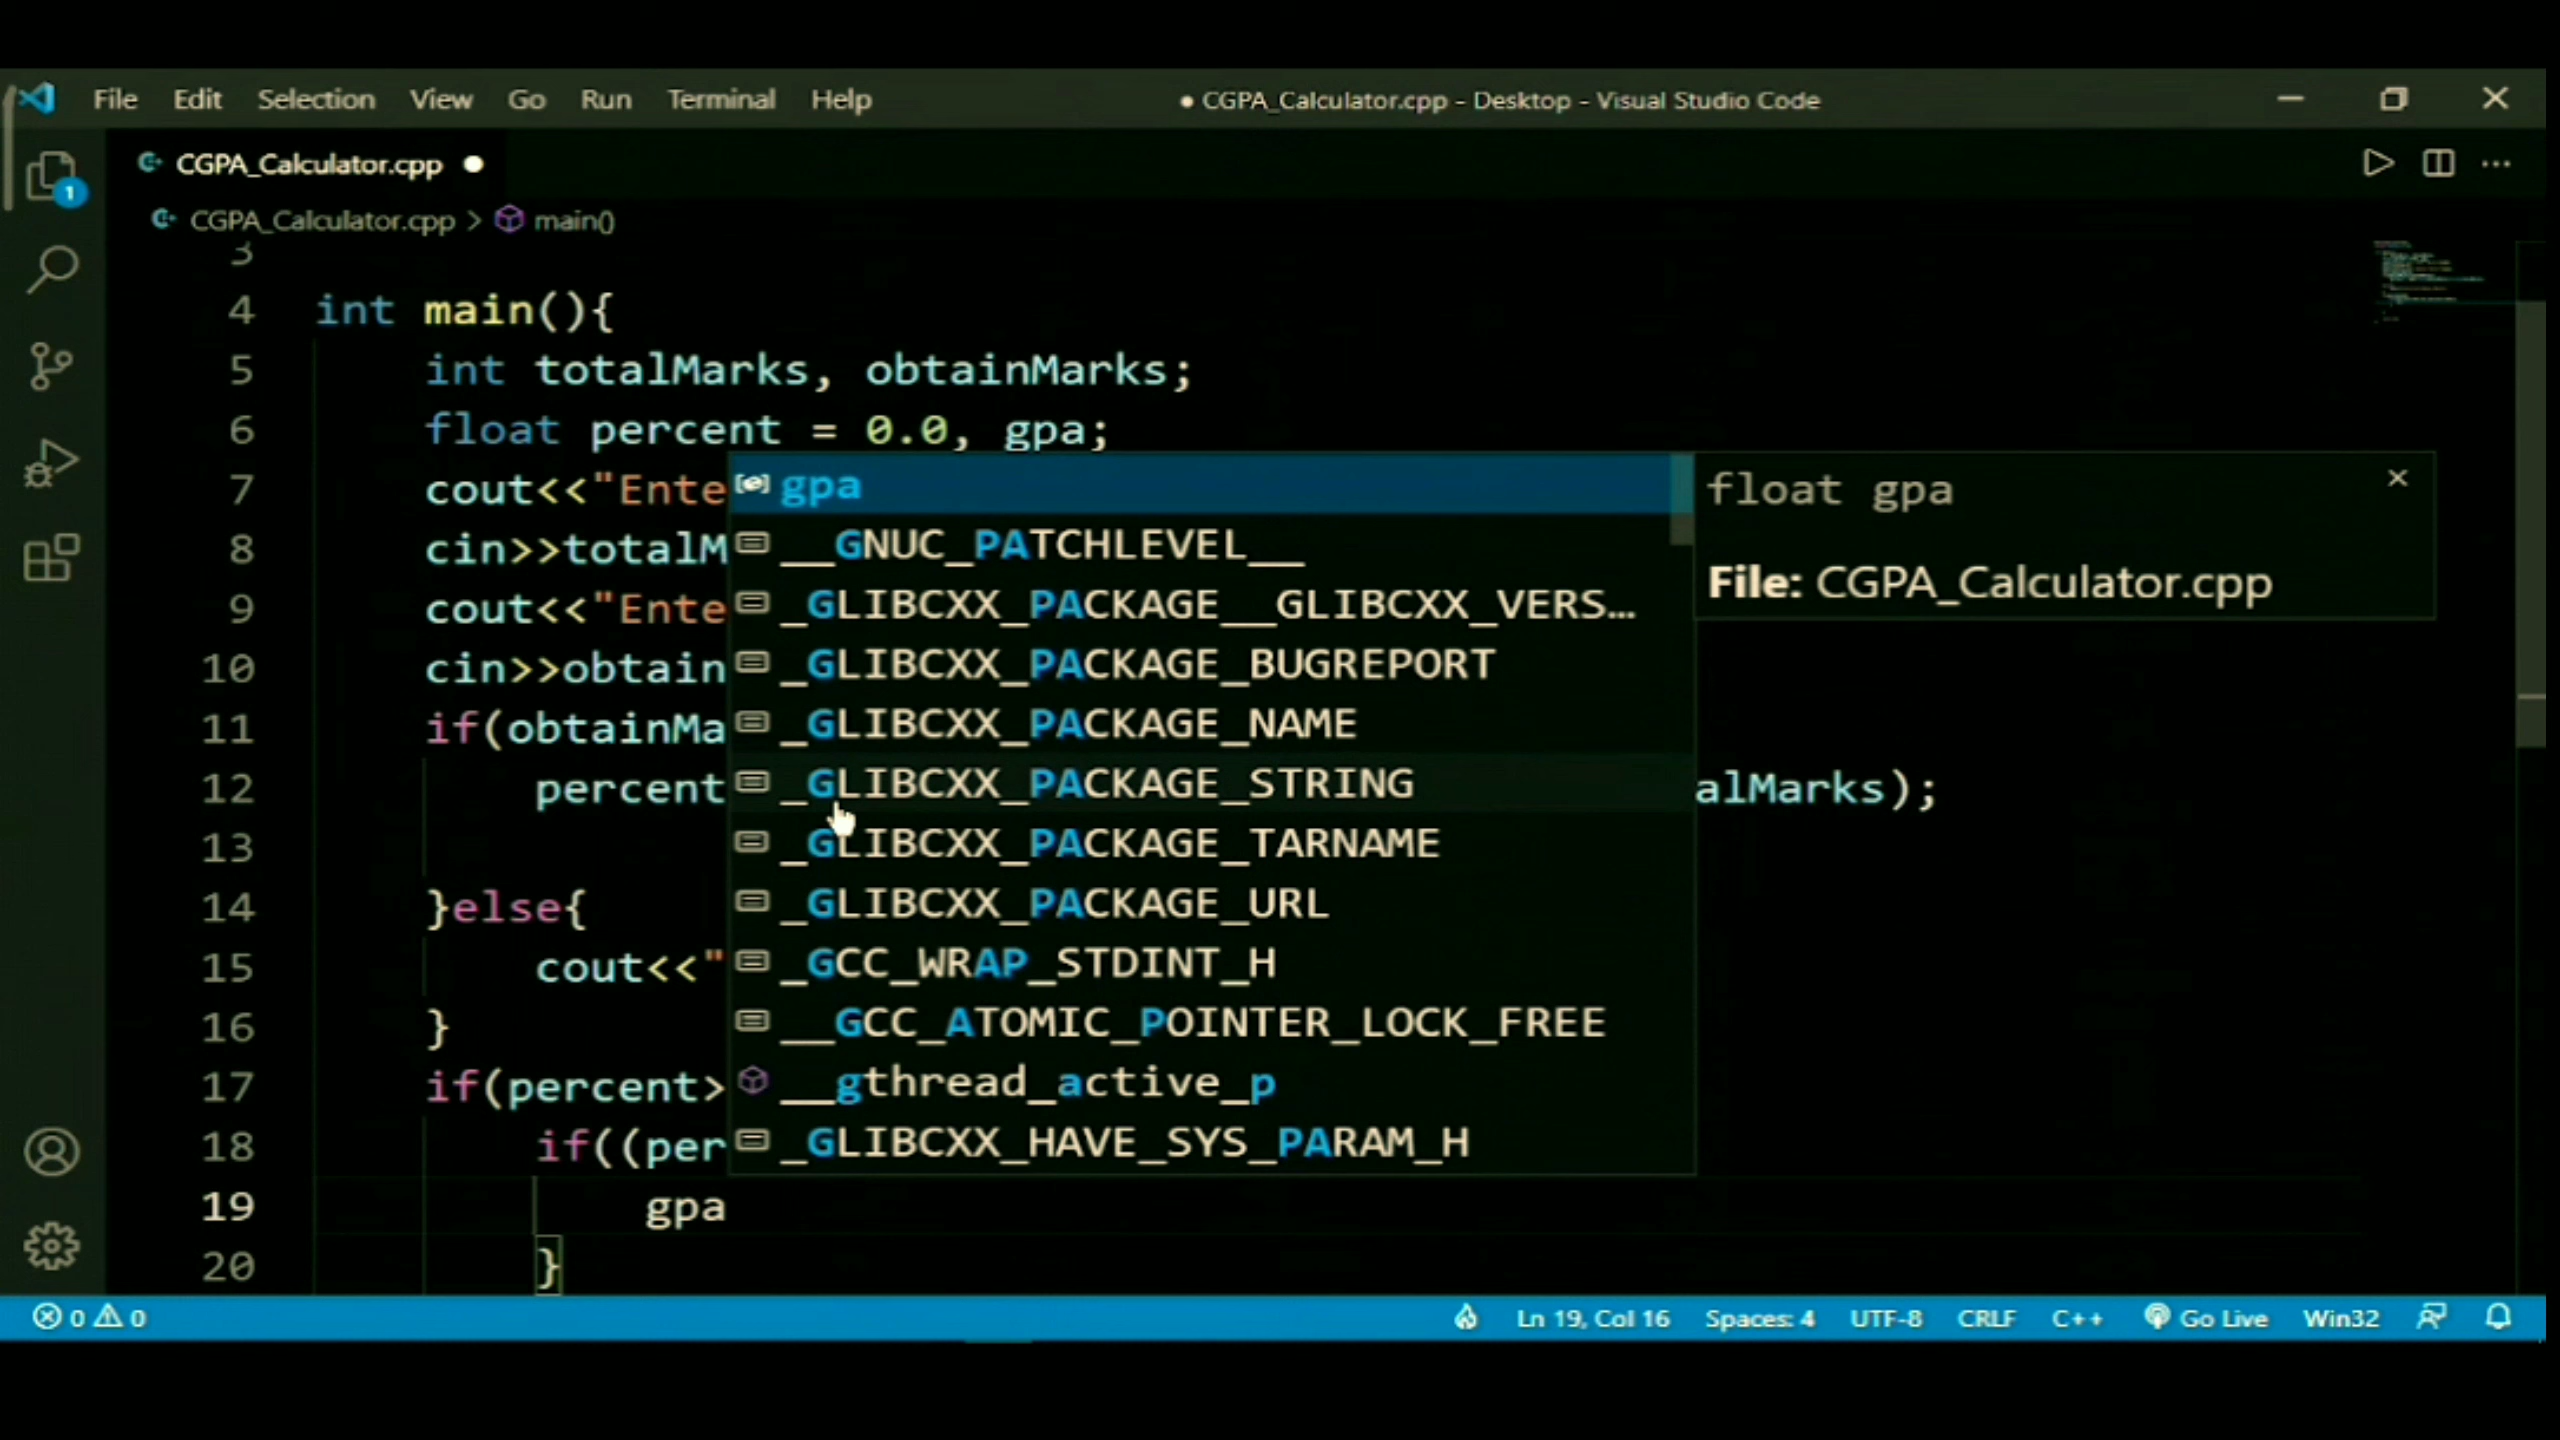 File Edit Selection View Go Run Terminal Help
● CGPA_Calculator.cpp - Desktop - Visual Studio Code
CGPA_Calculator.cpp ●
CGPA_Calculator.cpp > main()
1
3
4 int main(){
5 int totalMarks, obtainMarks;
6 float percent = 0.0, gpa;
7 cout<<"Ente
8 cin>>totalM
9 cout<<"Ente
10 cin>>obtain
11 if(obtainMa
12 percent alMarks);
13
14 }else{
15 cout<<"
16 }
17 if(percent>
18 if((per
19 gpa
20 }
gpa
__GNUC_PATCHLEVEL__
_GLIBCXX_PACKAGE__GLIBCXX_VERS...
_GLIBCXX_PACKAGE_BUGREPORT
_GLIBCXX_PACKAGE_NAME
_GLIBCXX_PACKAGE_STRING
_GLIBCXX_PACKAGE_TARNAME
_GLIBCXX_PACKAGE_URL
_GCC_WRAP_STDINT_H
__GCC_ATOMIC_POINTER_LOCK_FREE
__gthread_active_p
_GLIBCXX_HAVE_SYS_PARAM_H
float gpa
File: CGPA_Calculator.cpp
0 0 Ln 19, Col 16 Spaces: 4 UTF-8 CRLF C++ Go Live Win32